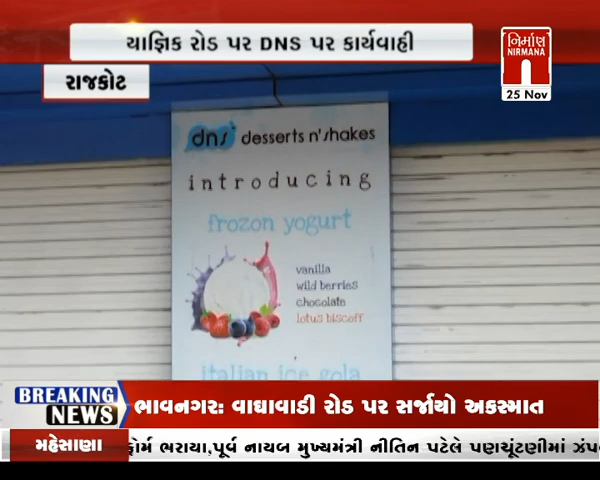 યાજ્ઞિક રોડ પર DNS પર કાર્યવાહી
રાજકોટ
નિર્માણ
NIRMANA
25 Nov
dns desserts n' shakes
introducing
frozon yogurt
vanilla
wild berries
chocolate
lotus biscoff
italian ice gola
BREAKING NEWS
ભાવનગર: વાઘાવાડી રોડ પર સર્જાયો અકસ્માત
મહેસાણા
ફોર્મ ભરાયા,પૂર્વ નાયબ મુખ્યમંત્રી નીતિન પટેલે પણચૂંટણીમાં